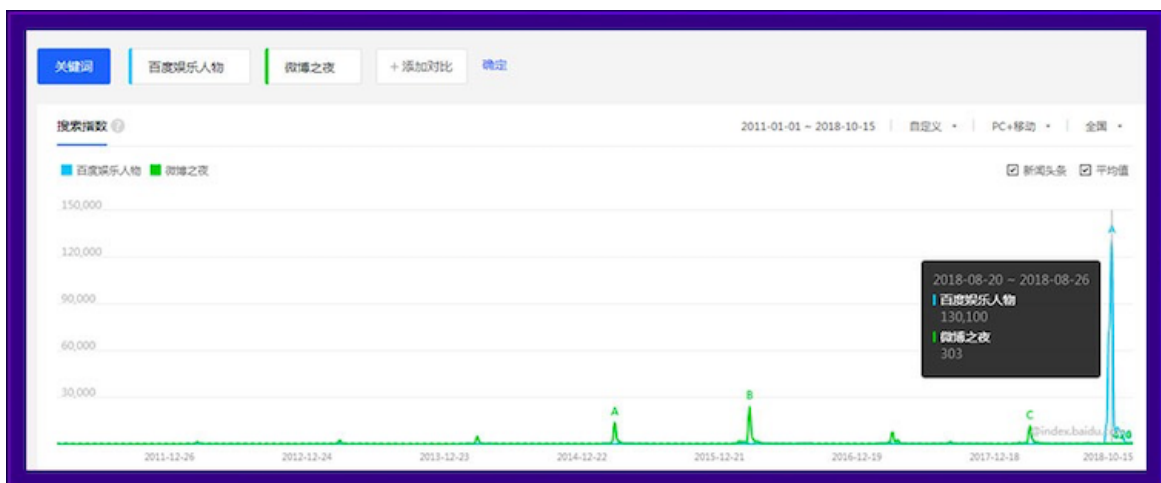 关键词 百度娱乐人物 微博之夜 +添加对比 确定
搜索指数 ? 2011-01-01 ~ 2018-10-15 自定义 PC+移动 全国
百度娱乐人物 微博之夜 新闻头条 平均值
150,000
A
120,000
2018-08-20 ~ 2018-08-26
百度娱乐人物
90,000
130,100
微博之夜
60,000
303
30,000
B
A
C
@index.baidu.
2011-12-26 2012-12-24 2013-12-23 2014-12-22 2015-12-21 2016-12-19 2017-12-18 2018-10-15